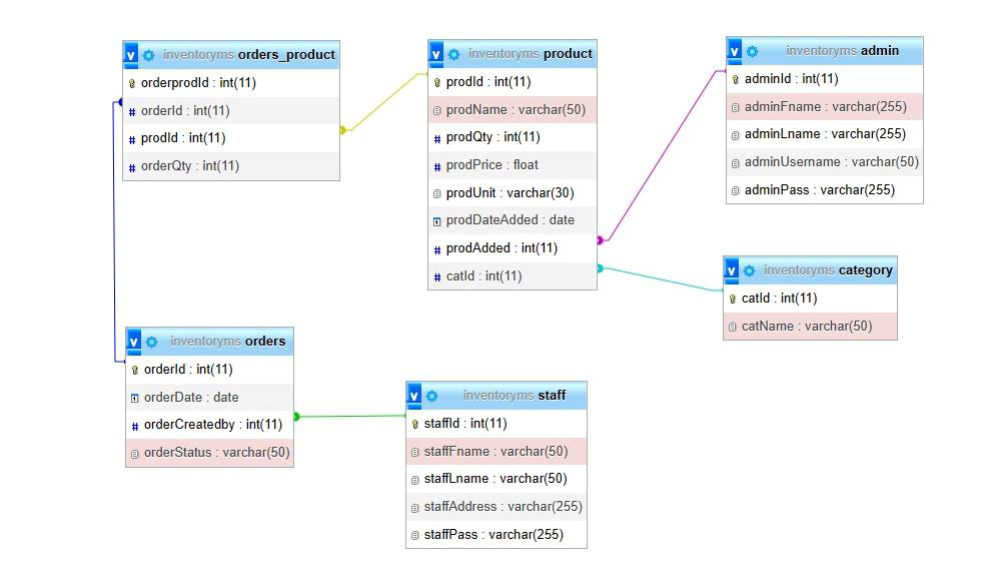 inventoryms orders_product
orderprodId : int(11)
orderId : int(11)
prodId : int(11)
orderQty : int(11)
inventoryms product
prodId : int(11)
prodName : varchar(50)
prodQty : int(11)
prodPrice : float
prodUnit : varchar(30)
prodDateAdded : date
prodAdded : int(11)
catId : int(11)
inventoryms admin
adminId : int(11)
adminFname : varchar(255)
adminLname : varchar(255)
adminUsername : varchar(50)
adminPass : varchar(255)
inventoryms category
catId : int(11)
catName : varchar(50)
inventoryms orders
orderId : int(11)
orderDate : date
orderCreatedby : int(11)
orderStatus : varchar(50)
inventoryms staff
staffId : int(11)
staffFname : varchar(50)
staffLname : varchar(50)
staffAddress : varchar(255)
staffPass : varchar(255)